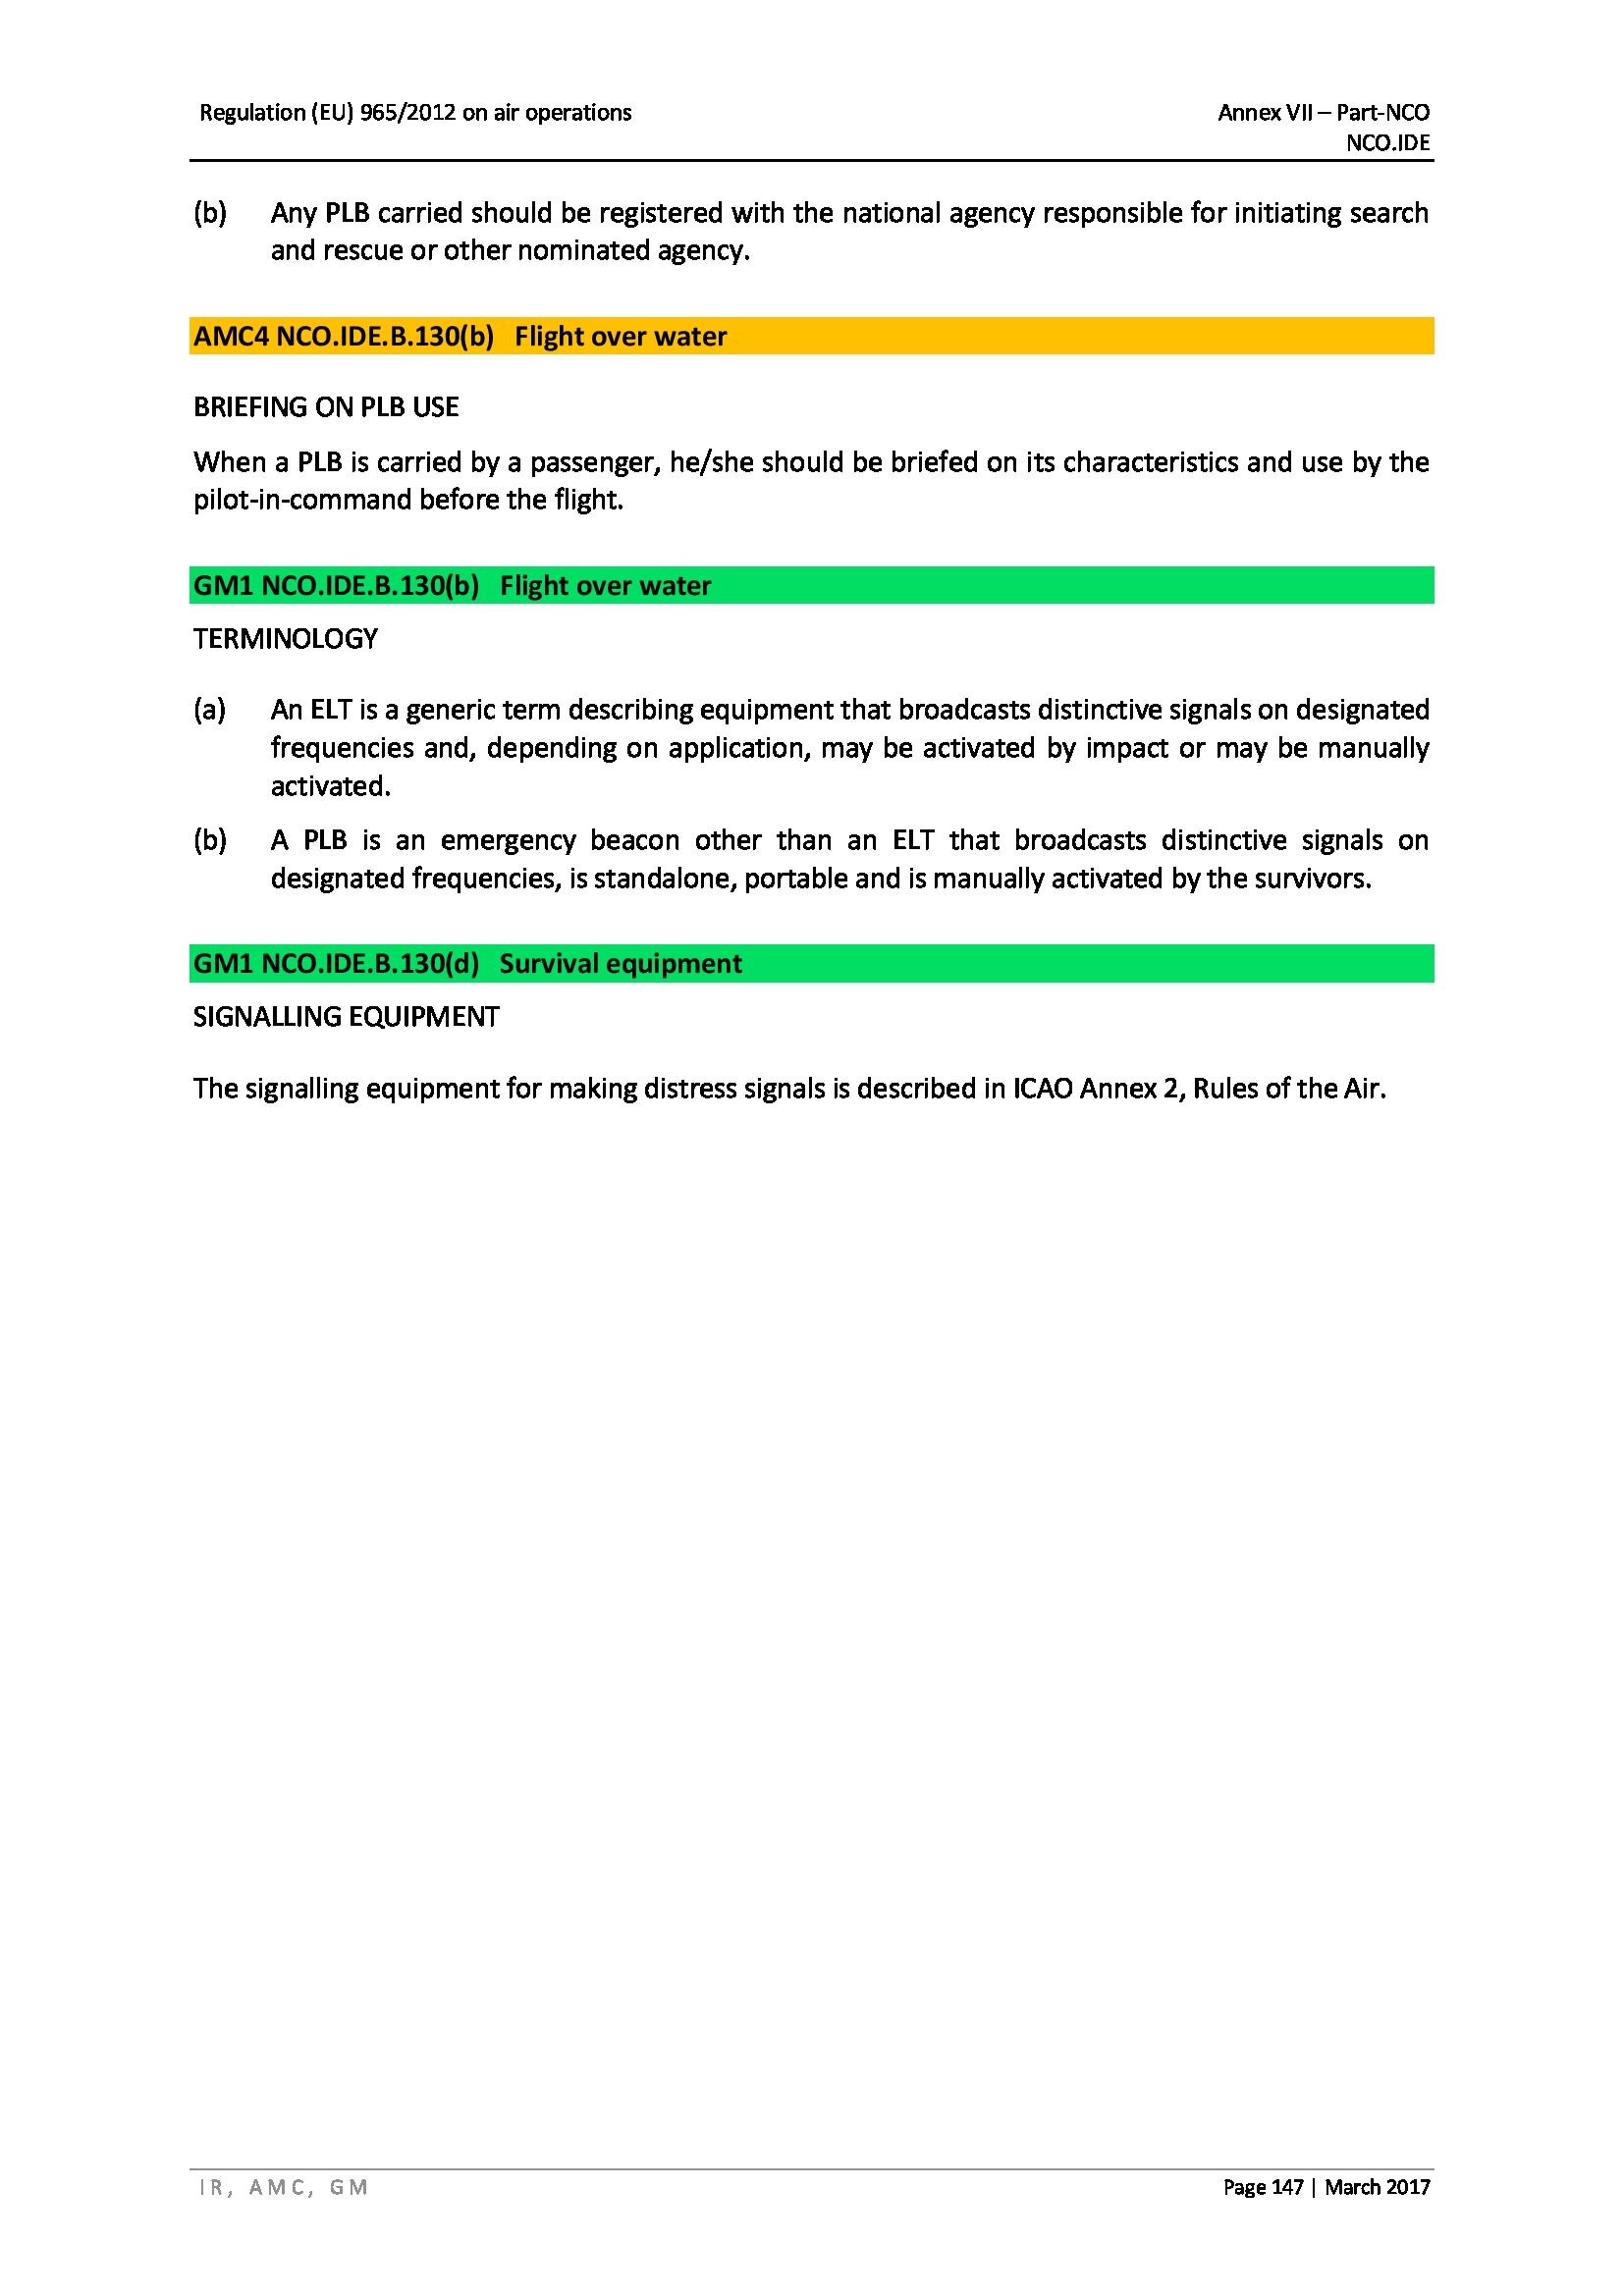 Regulation (EU) 965/2012 on air operations
Annex VII – Part-NCO
NCO.IDE
(b) Any PLB carried should be registered with the national agency responsible for initiating search
and rescue or other nominated agency.
AMC4 NCO.IDE.B.130(b) Flight over water
BRIEFING ON PLB USE
When a PLB is carried by a passenger, he/she should be briefed on its characteristics and use by the
pilot-in-command before the flight.
GM1 NCO.IDE.B.130(b) Flight over water
TERMINOLOGY
(a) An ELT is a generic term describing equipment that broadcasts distinctive signals on designated
frequencies and, depending on application, may be activated by impact or may be manually
activated.
(b) A PLB is an emergency beacon other than an ELT that broadcasts distinctive signals on
designated frequencies, is standalone, portable and is manually activated by the survivors.
GM1 NCO.IDE.B.130(d) Survival equipment
SIGNALLING EQUIPMENT
The signalling equipment for making distress signals is described in ICAO Annex 2, Rules of the Air.
IR, AMC, GM
Page 147 | March 2017